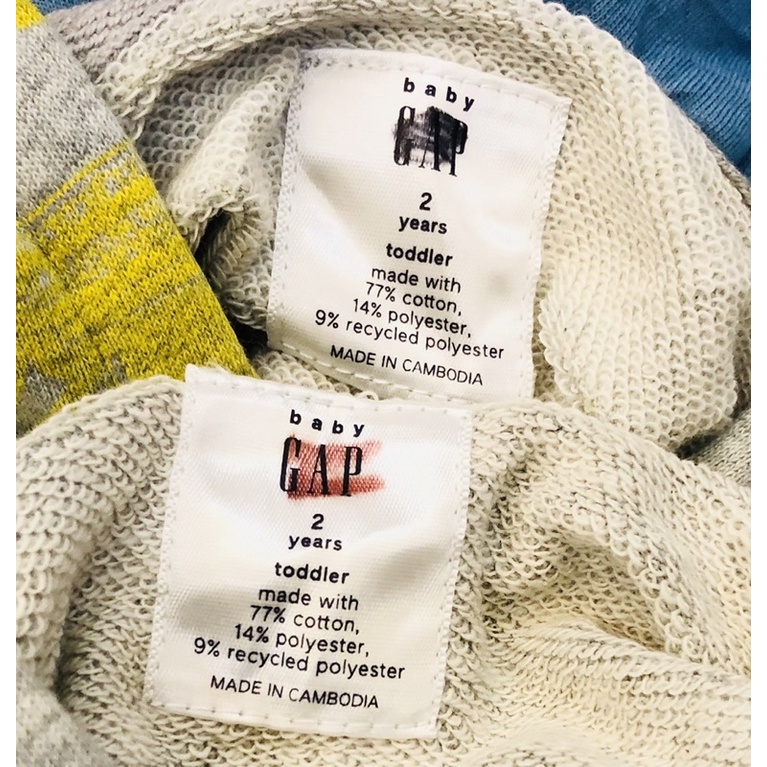 baby
GAP
2
years
toddler
made with
77% cotton,
14% polyester,
9% recycled polyester
MADE IN CAMBODIA
baby
GAP
2
years
toddler
made with
77% cotton,
14% polyester,
9% recycled polyester
MADE IN CAMBODIA